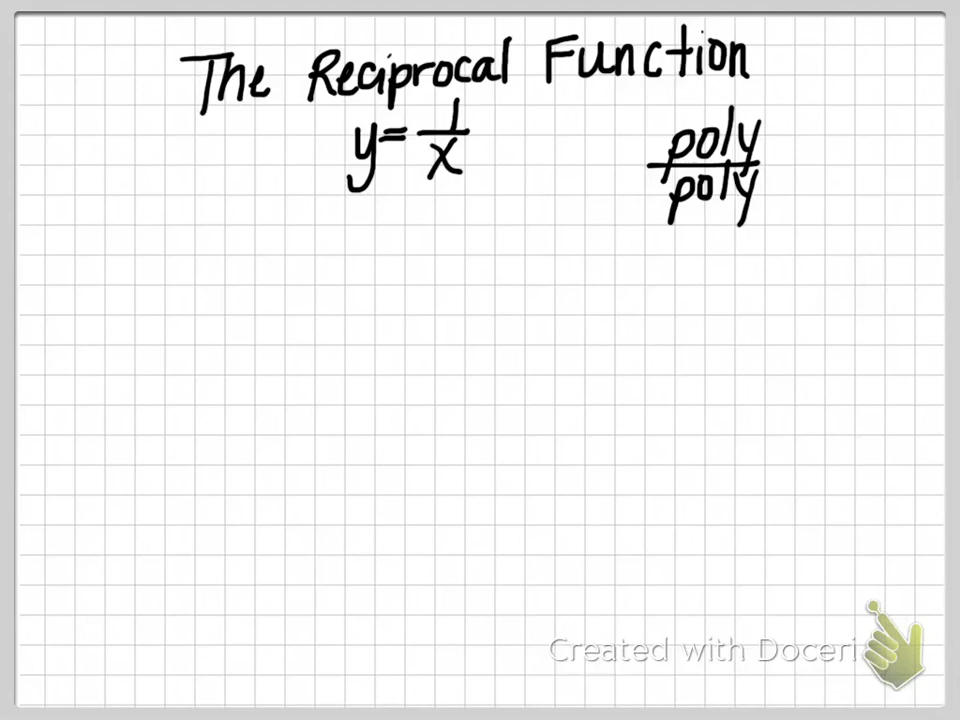 The Reciprocal Function
y = 1/x
poly/poly
Created with Doceri